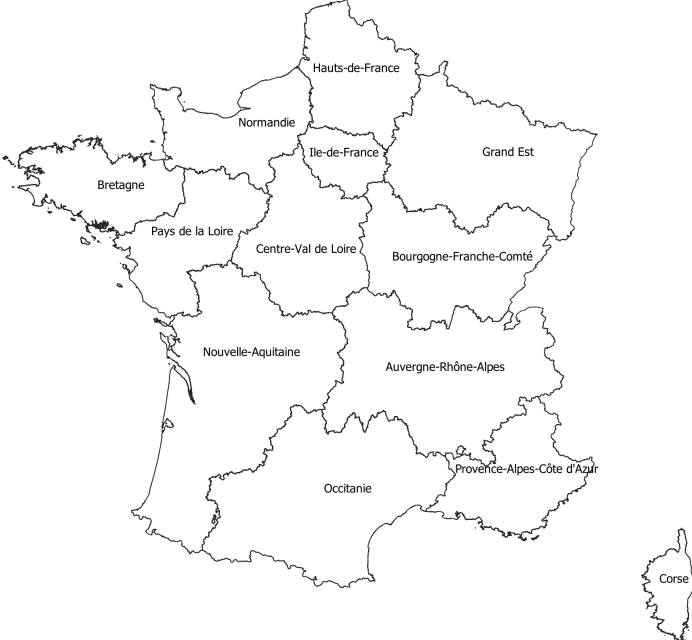 Hauts-de-France
Normandie
Ile-de-France
Grand Est
Bretagne
Pays de la Loire
Centre-Val de Loire
Bourgogne-Franche-Comté
Nouvelle-Aquitaine
Auvergne-Rhône-Alpes
Provence-Alpes-Côte d'Azur
Occitanie
Corse